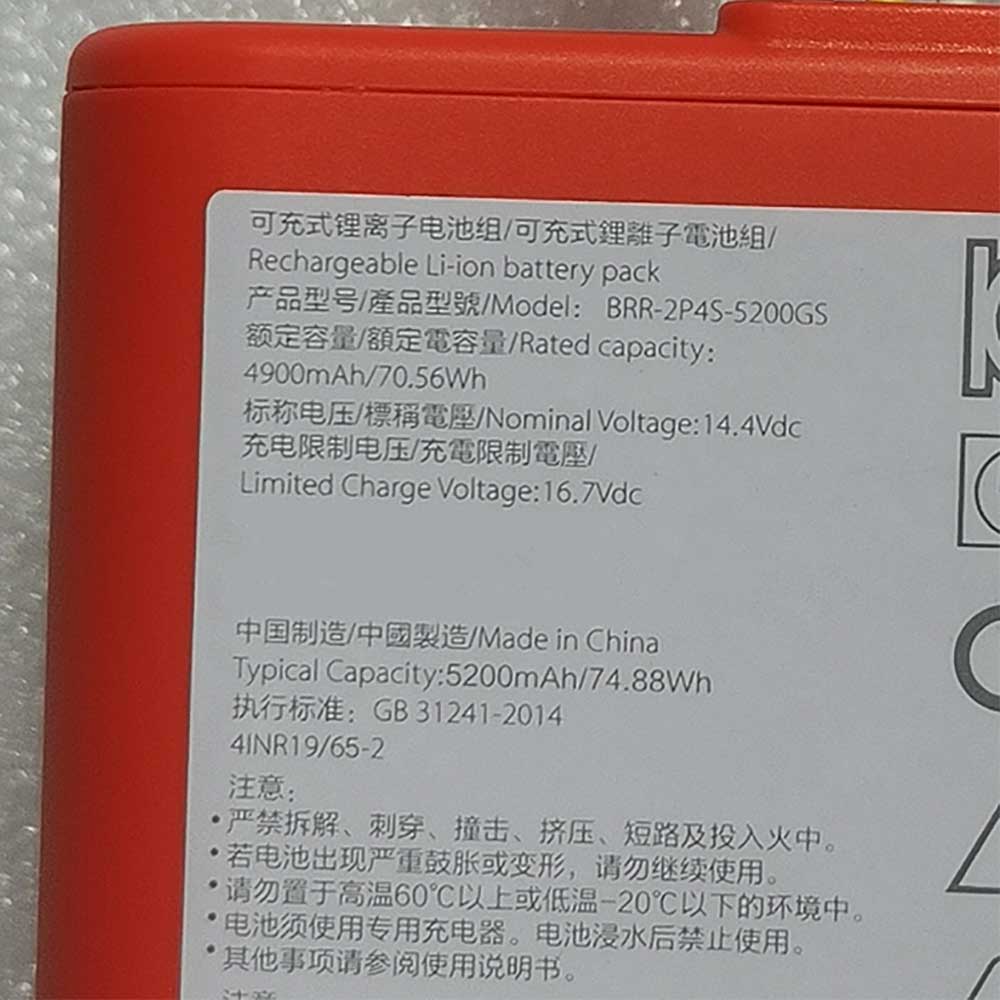 可充式锂离子电池组/可充式鋰離子電池組/
Rechargeable Li-ion battery pack
产品型号/產品型號/Model: BRR-2P4S-5200GS
额定容量/額定電容量/Rated capacity:
4900mAh/70.56Wh
标称电压/標稱電壓/Nominal Voltage:14.4Vdc
充电限制电压/充電限制電壓/
Limited Charge Voltage:16.7Vdc
中国制造/中國製造/Made in China
Typical Capacity:5200mAh/74.88Wh
执行标准：GB 31241-2014
4INR19/65-2
注意：
•严禁拆解、刺穿、撞击、挤压、短路及投入火中。
•若电池出现严重鼓胀或变形，请勿继续使用。
•请勿置于高温60℃以上或低温-20℃以下的环境中。
•电池须使用专用充电器。电池浸水后禁止使用。
•其他事项请参阅使用说明书。